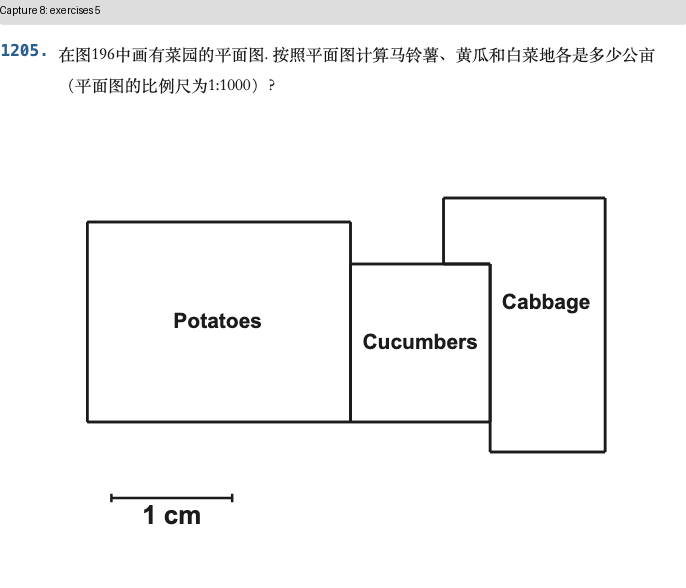 Capture 8: exercises 5
1205. 在图196中画有菜园的平面图. 按照平面图计算马铃薯、黄瓜和白菜地各是多少公亩
（平面图的比例尺为1:1000）?
Potatoes
Cucumbers
Cabbage
1 cm